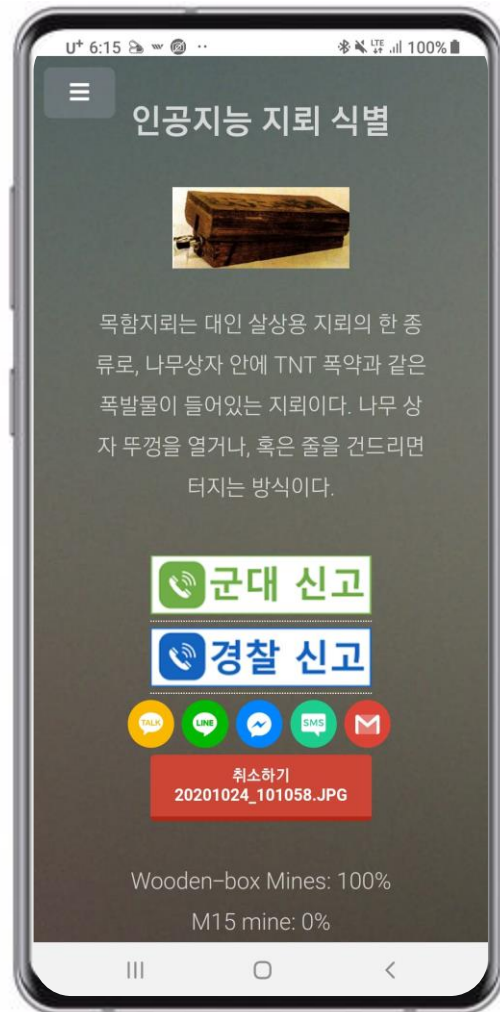 U+ 6:15
LTE 100%
인공지능 지뢰 식별
목함지뢰는 대인 살상용 지뢰의 한 종
류로, 나무상자 안에 TNT 폭약과 같은
폭발물이 들어있는 지뢰이다. 나무 상
자 뚜껑을 열거나, 혹은 줄을 건드리면
터지는 방식이다.
군대 신고
경찰 신고
TALK LINE SMS M
취소하기
20201024_101058.JPG
Wooden-box Mines: 100%
M15 mine: 0%